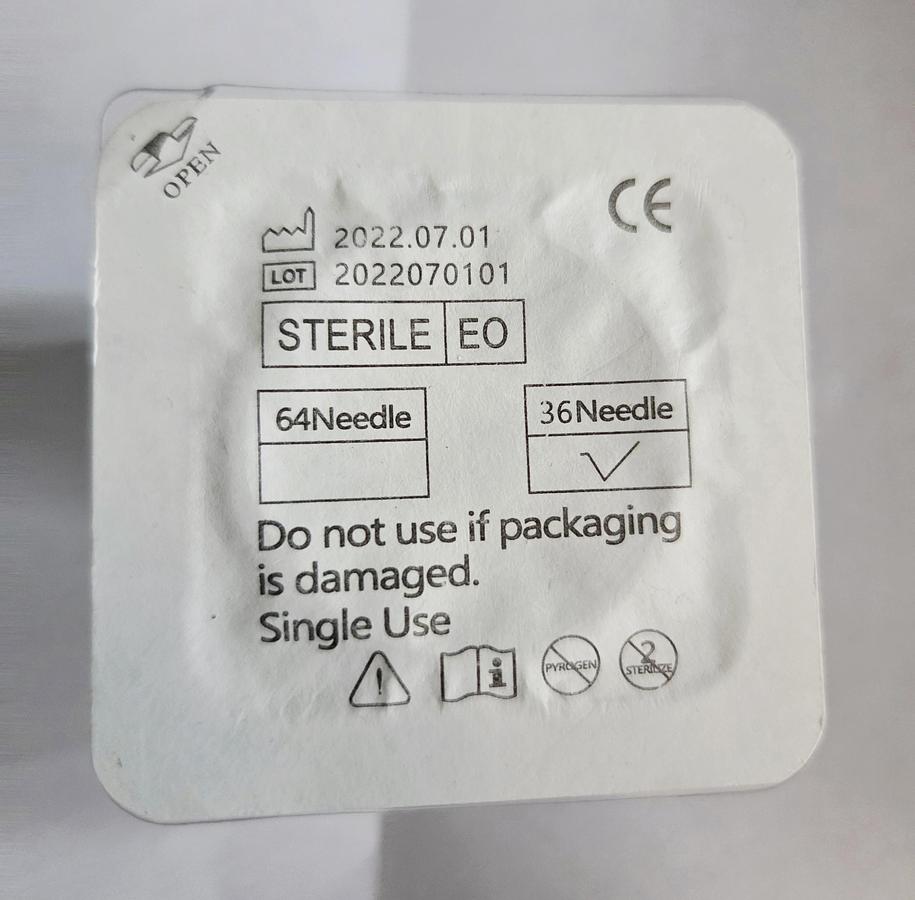 OPEN
CE
2022.07.01
LOT 2022070101
STERILE EO
64Needle 36Needle
Do not use if packaging
is damaged.
Single Use
PYROGEN 2
STERILIZE